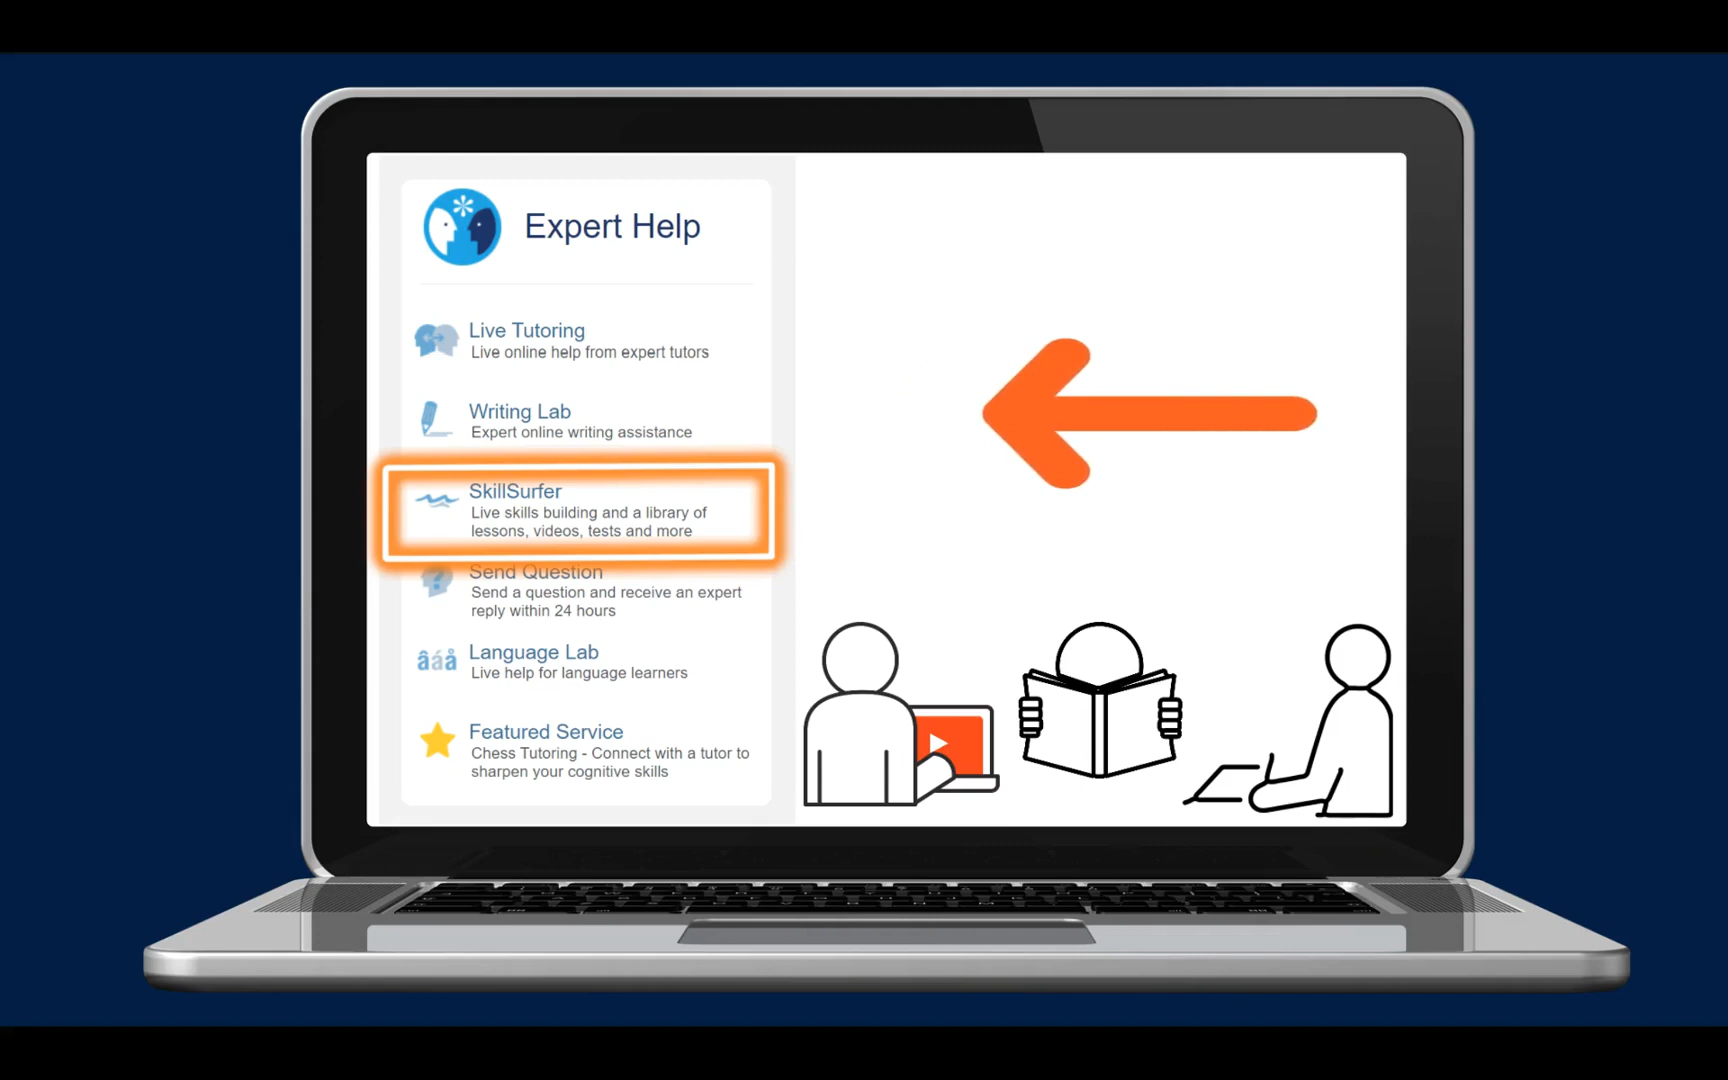 Expert Help
Live Tutoring
Live online help from expert tutors
Writing Lab
Expert online writing assistance
SkillSurfer
Live skills building and a library of
lessons, videos, tests and more
Send Question
Send a question and receive an expert
reply within 24 hours
âáå
Language Lab
Live help for language learners
Featured Service
Chess Tutoring - Connect with a tutor to
sharpen your cognitive skills